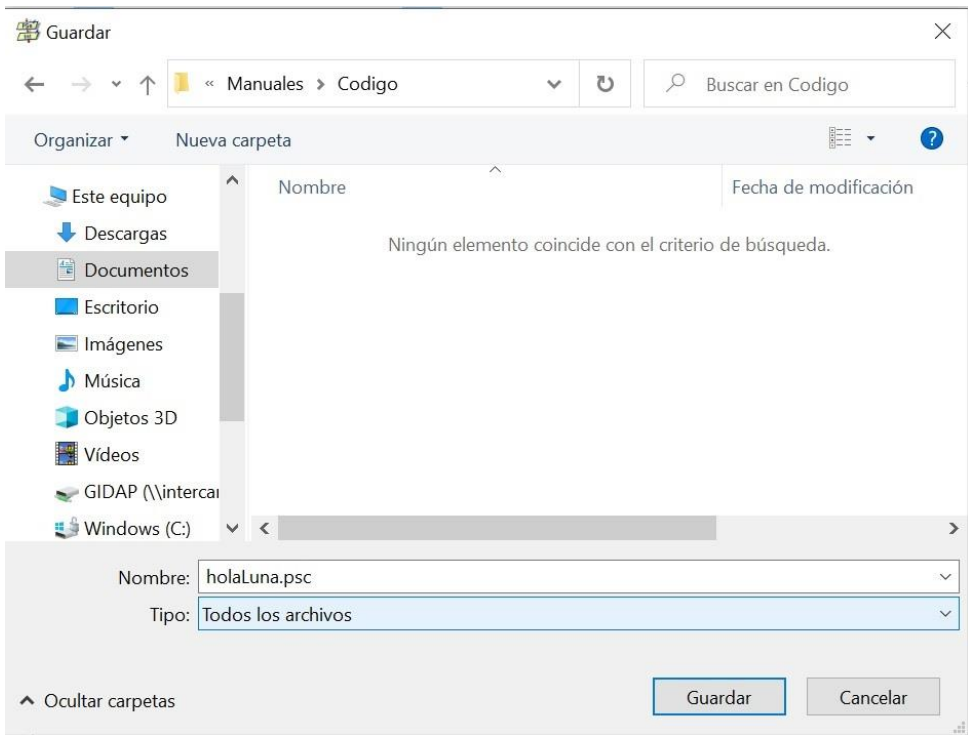 Guardar
« Manuales > Codigo
Buscar en Codigo
Organizar
Nueva carpeta
Este equipo
Descargas
Documentos
Escritorio
Imágenes
Música
Objetos 3D
Vídeos
GIDAP (\\intercar
Windows (C:)
Nombre
Fecha de modificación
Ningún elemento coincide con el criterio de búsqueda.
Nombre: holaLuna.psc
Tipo: Todos los archivos
Ocultar carpetas
Guardar
Cancelar